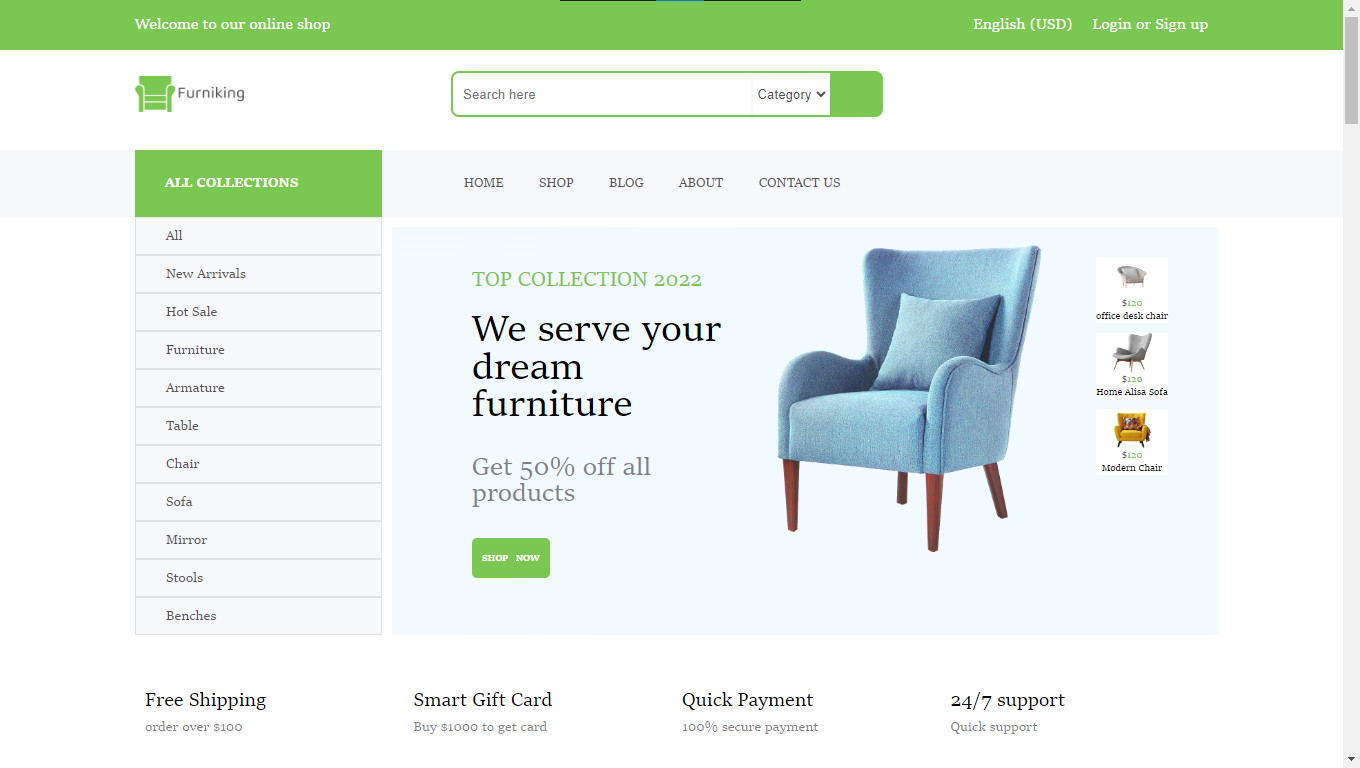 Welcome to our online shop
English (USD)
Login or Sign up
Furniking
Search here
Category
ALL COLLECTIONS
HOME
SHOP
BLOG
ABOUT
CONTACT US
All
New Arrivals
Hot Sale
Furniture
Armature
Table
Chair
Sofa
Mirror
Stools
Benches
TOP COLLECTION 2022
We serve your
dream
furniture
Get 50% off all
products
SHOP NOW
$120
office desk chair
$120
Home Alisa Sofa
$120
Modern Chair
Free Shipping
order over $100
Smart Gift Card
Buy $1000 to get card
Quick Payment
100% secure payment
24/7 support
Quick support